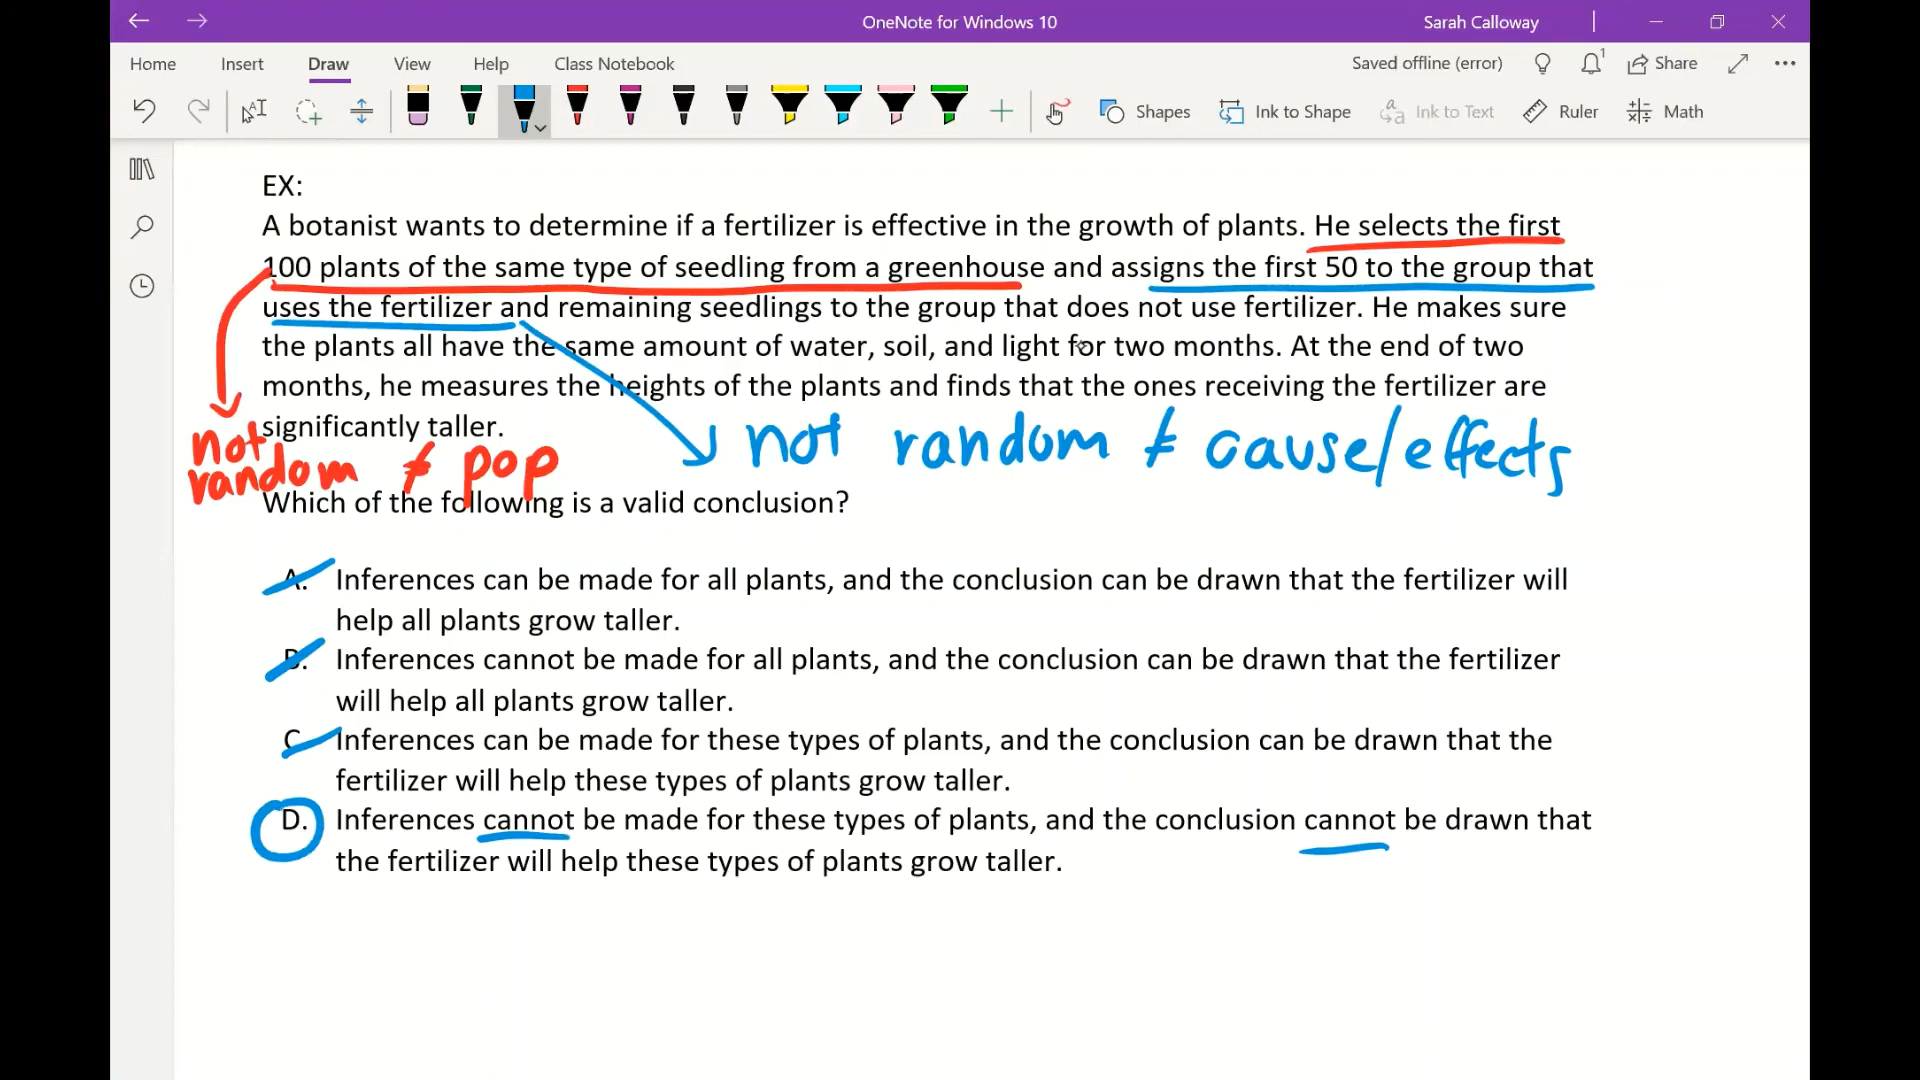 OneNote for Windows 10
Sarah Calloway
Home Insert Draw View Help Class Notebook
Saved offline (error) 1 Share
Shapes Ink to Shape Ink to Text Ruler Math
EX:
A botanist wants to determine if a fertilizer is effective in the growth of plants. He selects the first
100 plants of the same type of seedling from a greenhouse and assigns the first 50 to the group that
uses the fertilizer and remaining seedlings to the group that does not use fertilizer. He makes sure
the plants all have the same amount of water, soil, and light for two months. At the end of two
months, he measures the heights of the plants and finds that the ones receiving the fertilizer are
significantly taller.
not random ≠ cause/effects
not
random ≠ pop
Which of the following is a valid conclusion?
A. Inferences can be made for all plants, and the conclusion can be drawn that the fertilizer will
help all plants grow taller.
B. Inferences cannot be made for all plants, and the conclusion can be drawn that the fertilizer
will help all plants grow taller.
C. Inferences can be made for these types of plants, and the conclusion can be drawn that the
fertilizer will help these types of plants grow taller.
D. Inferences cannot be made for these types of plants, and the conclusion cannot be drawn that
the fertilizer will help these types of plants grow taller.